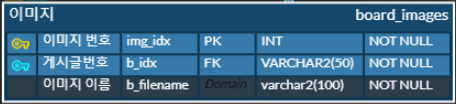 이미지 board_images
이미지 번호 img_idx PK INT NOT NULL
게시글번호 b_idx FK VARCHAR2(50) NOT NULL
이미지 이름 b_filename Domain varchar2(100) NOT NULL